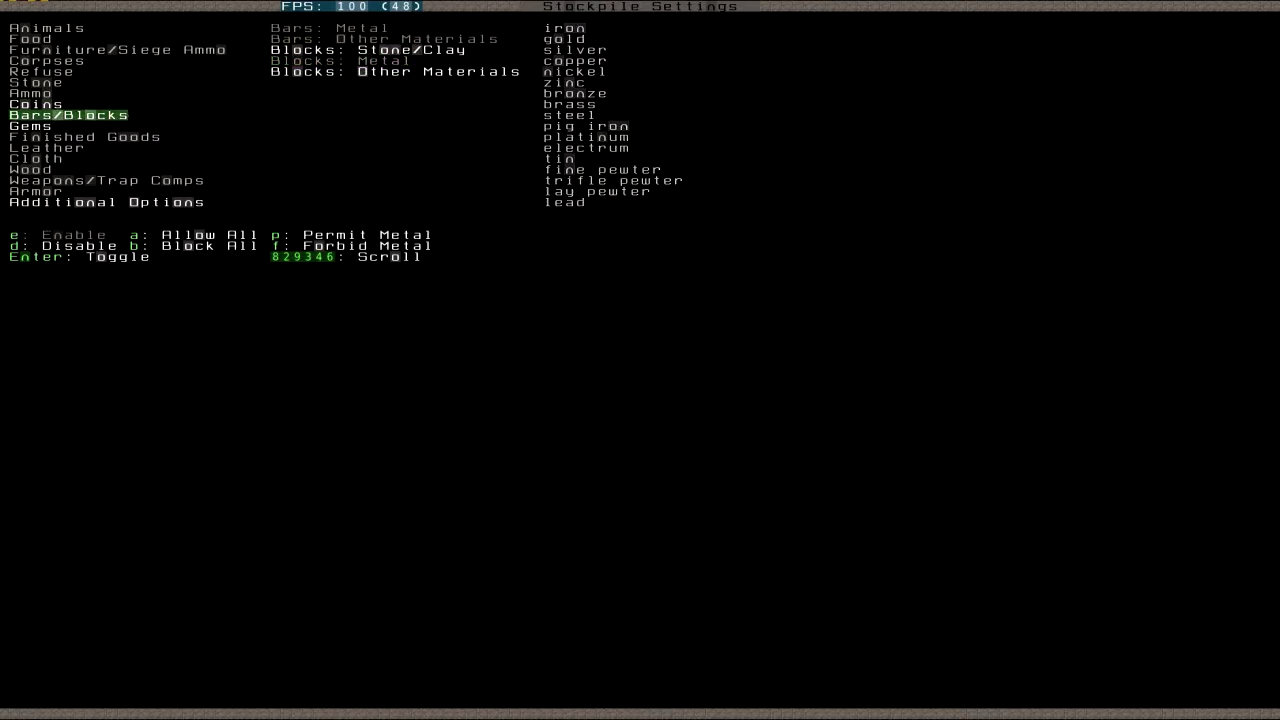 FPS: 100 (48) Stockpile Settings
Animals Bars: Metal iron
Food Bars: Other Materials gold
Furniture/Siege Ammo Blocks: Stone/Clay silver
Corpses Blocks: Metal copper
Refuse Blocks: Other Materials nickel
Stone zinc
Ammo bronze
Coins brass
Bars/Blocks steel
Gems pig iron
Finished Goods platinum
Leather electrum
Cloth tin
Wood fine pewter
Weapons/Trap Comps trifle pewter
Armor lay pewter
Additional Options lead
e: Enable a: Allow All p: Permit Metal
d: Disable b: Block All f: Forbid Metal
Enter: Toggle 829346: Scroll